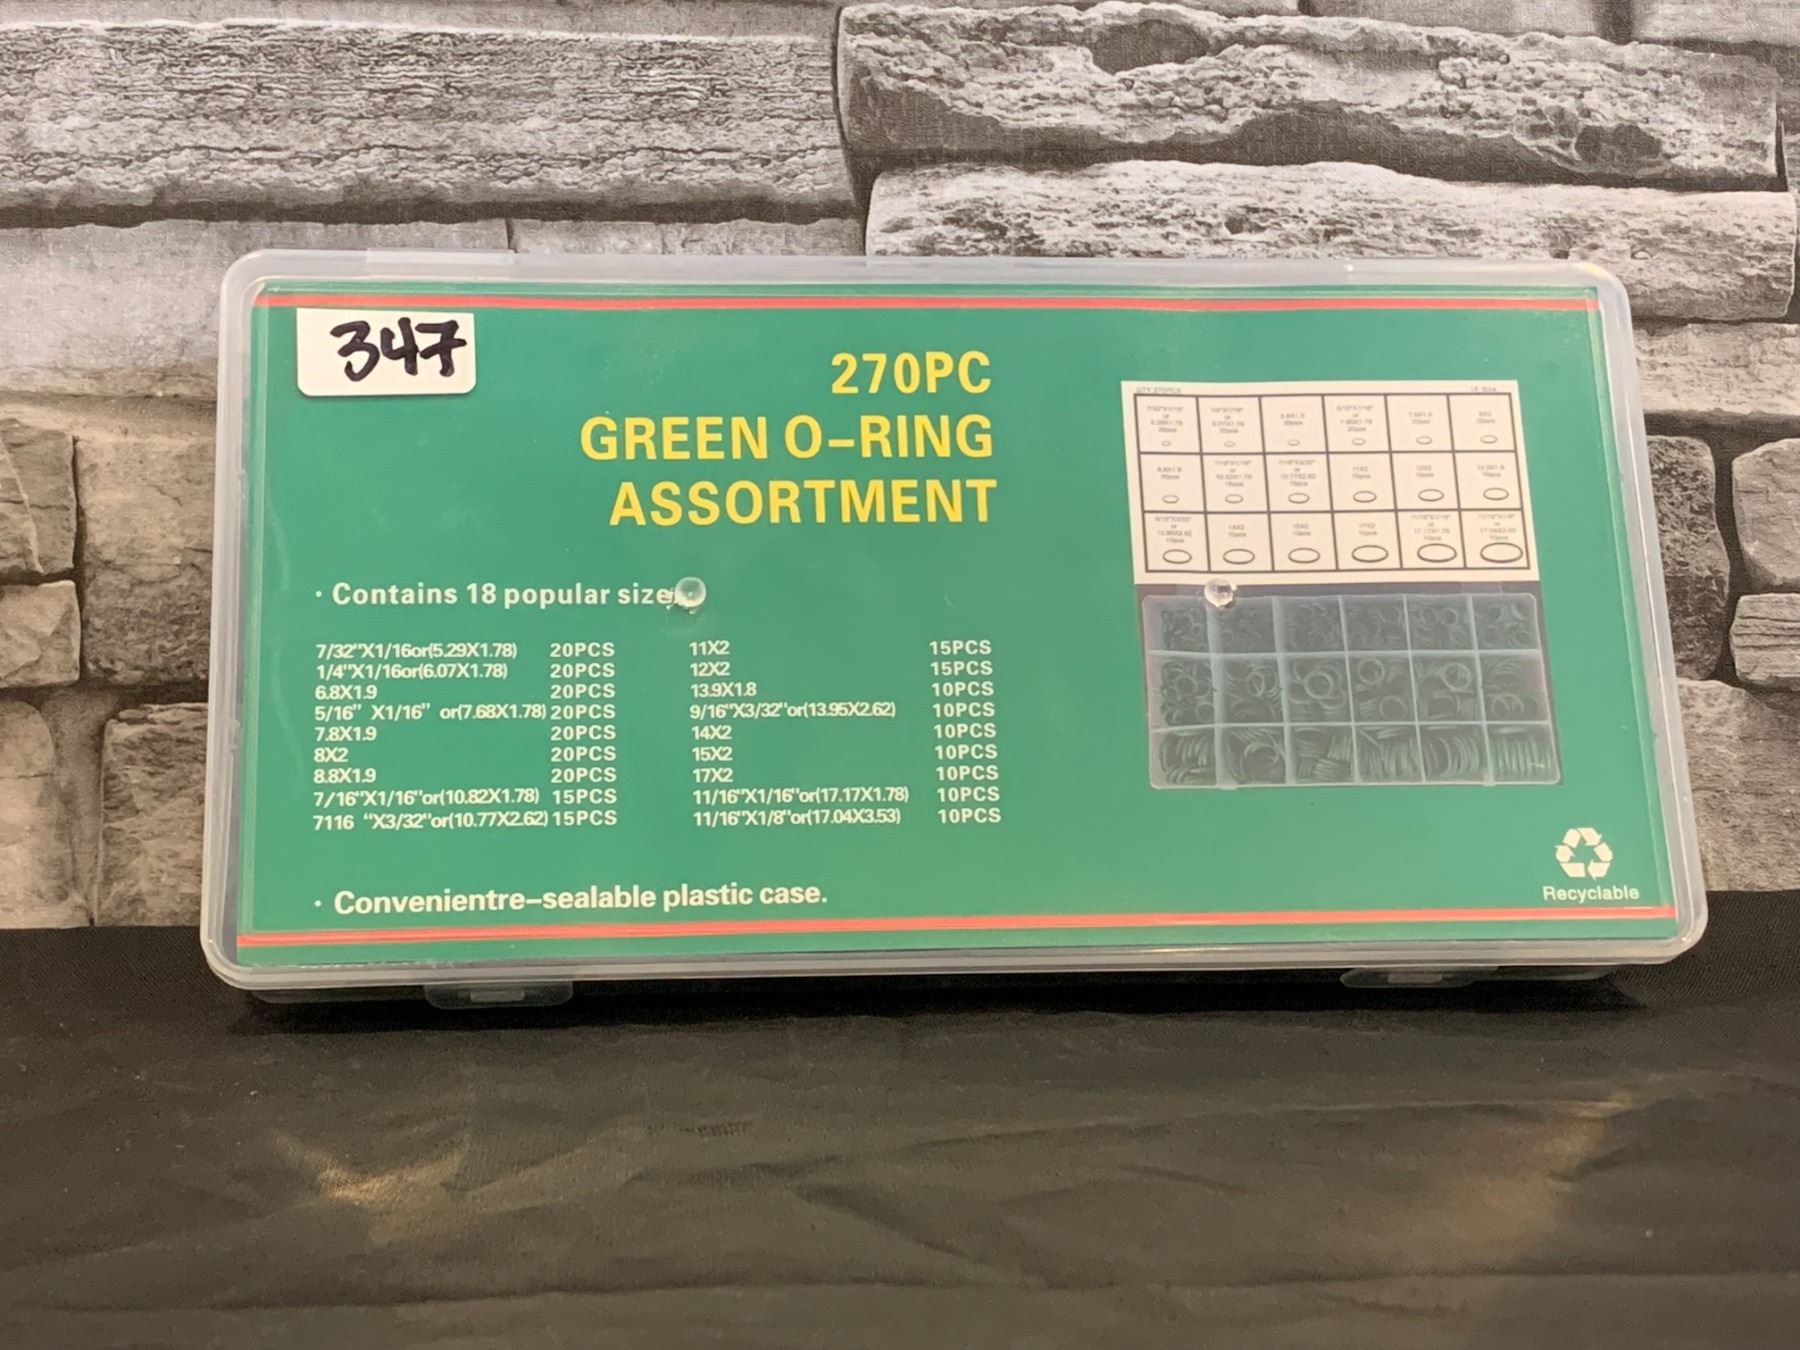 347
270PC
GREEN O-RING
ASSORTMENT
· Contains 18 popular size
7/32"X1/16or(5.29X1.78) 20PCS
1/4"X1/16or(6.07X1.78) 20PCS
6.8X1.9 20PCS
5/16" X1/16" or(7.68X1.78) 20PCS
7.8X1.9 20PCS
8X2 20PCS
8.8X1.9 20PCS
7/16"X1/16"or(10.82X1.78) 15PCS
7116 "X3/32"or(10.77X2.62) 15PCS
11X2 15PCS
12X2 15PCS
13.9X1.8 10PCS
9/16"X3/32"or(13.95X2.62) 10PCS
14X2 10PCS
15X2 10PCS
17X2 10PCS
11/16"X1/16"or(17.17X1.78) 10PCS
11/16"X1/8"or(17.04X3.53) 10PCS
· Convenientre-sealable plastic case.
Recyclable